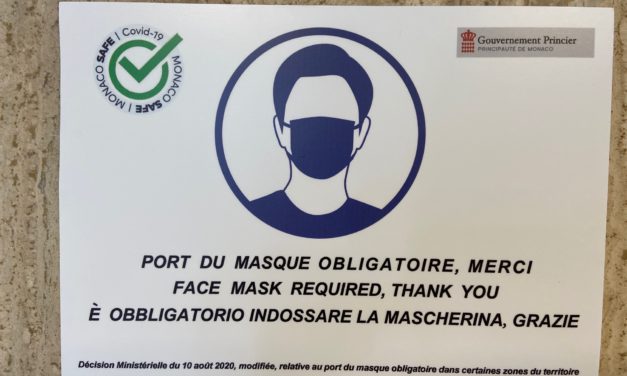 MONACO SAFE | Covid-19
MONACO SAFE | MONACO SAFE |
Gouvernement Princier
PRINCIPAUTÉ DE MONACO
PORT DU MASQUE OBLIGATOIRE, MERCI
FACE MASK REQUIRED, THANK YOU
È OBBLIGATORIO INDOSSARE LA MASCHERINA, GRAZIE
Décision Ministérielle du 10 août 2020, modifiée, relative au port du masque obligatoire dans certaines zones du territoire